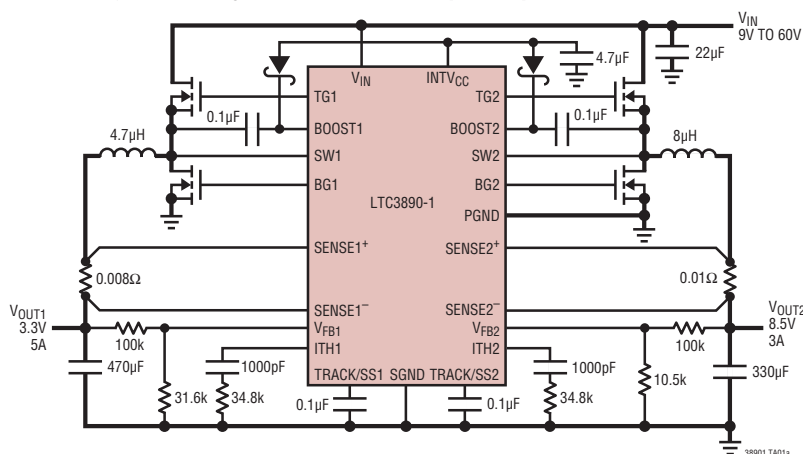 VIN
9V TO 60V
22µF
4.7µF
VIN
INTVCC
TG1
TG2
0.1µF
0.1µF
4.7µH
BOOST1
BOOST2
8µH
SW1
SW2
BG1
BG2
LTC3890-1
PGND
SENSE1+
SENSE2+
0.008Ω
0.01Ω
SENSE1–
SENSE2–
VOUT1
3.3V
5A
VOUT2
8.5V
3A
VFB1
VFB2
100k
100k
ITH1
ITH2
470µF
1000pF
1000pF
330µF
TRACK/SS1
SGND
TRACK/SS2
31.6k
34.8k
0.1µF
0.1µF
34.8k
10.5k
38901 TA01a